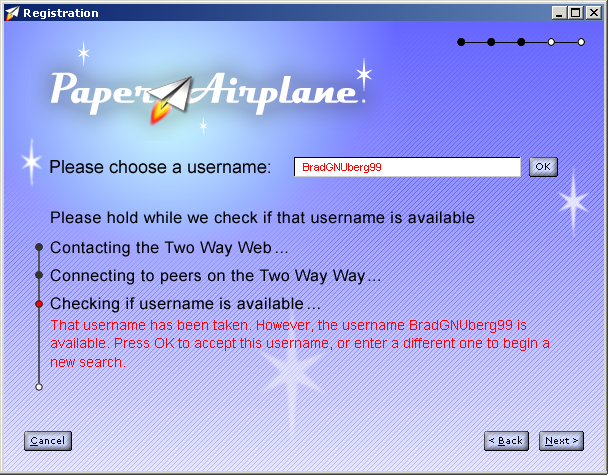 Registration
Paper Airplane
Please choose a username:
BradGNUberg99
OK
Please hold while we check if that username is available
Contacting the Two Way Web...
Connecting to peers on the Two Way Way...
Checking if username is available...
That username has been taken. However, the username BradGNUberg99 is
available. Press OK to accept this username, or enter a different one to begin a
new search.
Cancel
< Back
Next >